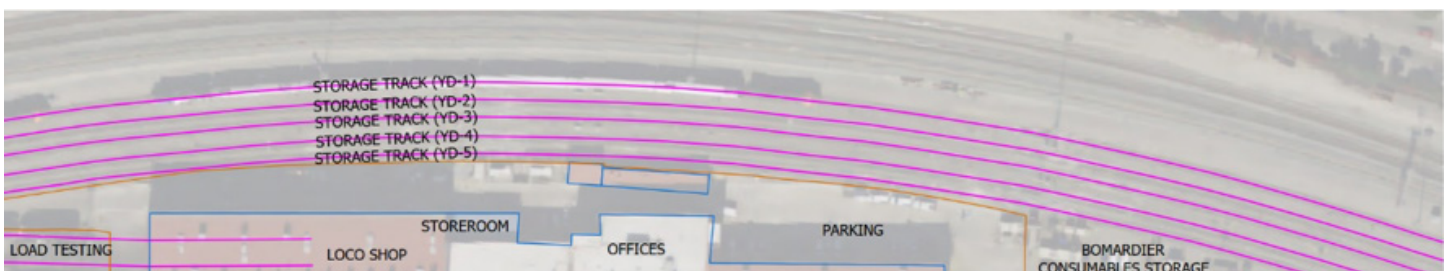 STORAGE TRACK (YD-1)
STORAGE TRACK (YD-2)
STORAGE TRACK (YD-3)
STORAGE TRACK (YD-4)
STORAGE TRACK (YD-5)
STOREROOM
PARKING
LOAD TESTING
LOCO SHOP
OFFICES
BOMARDIER
CONSUMABLES STORAGE